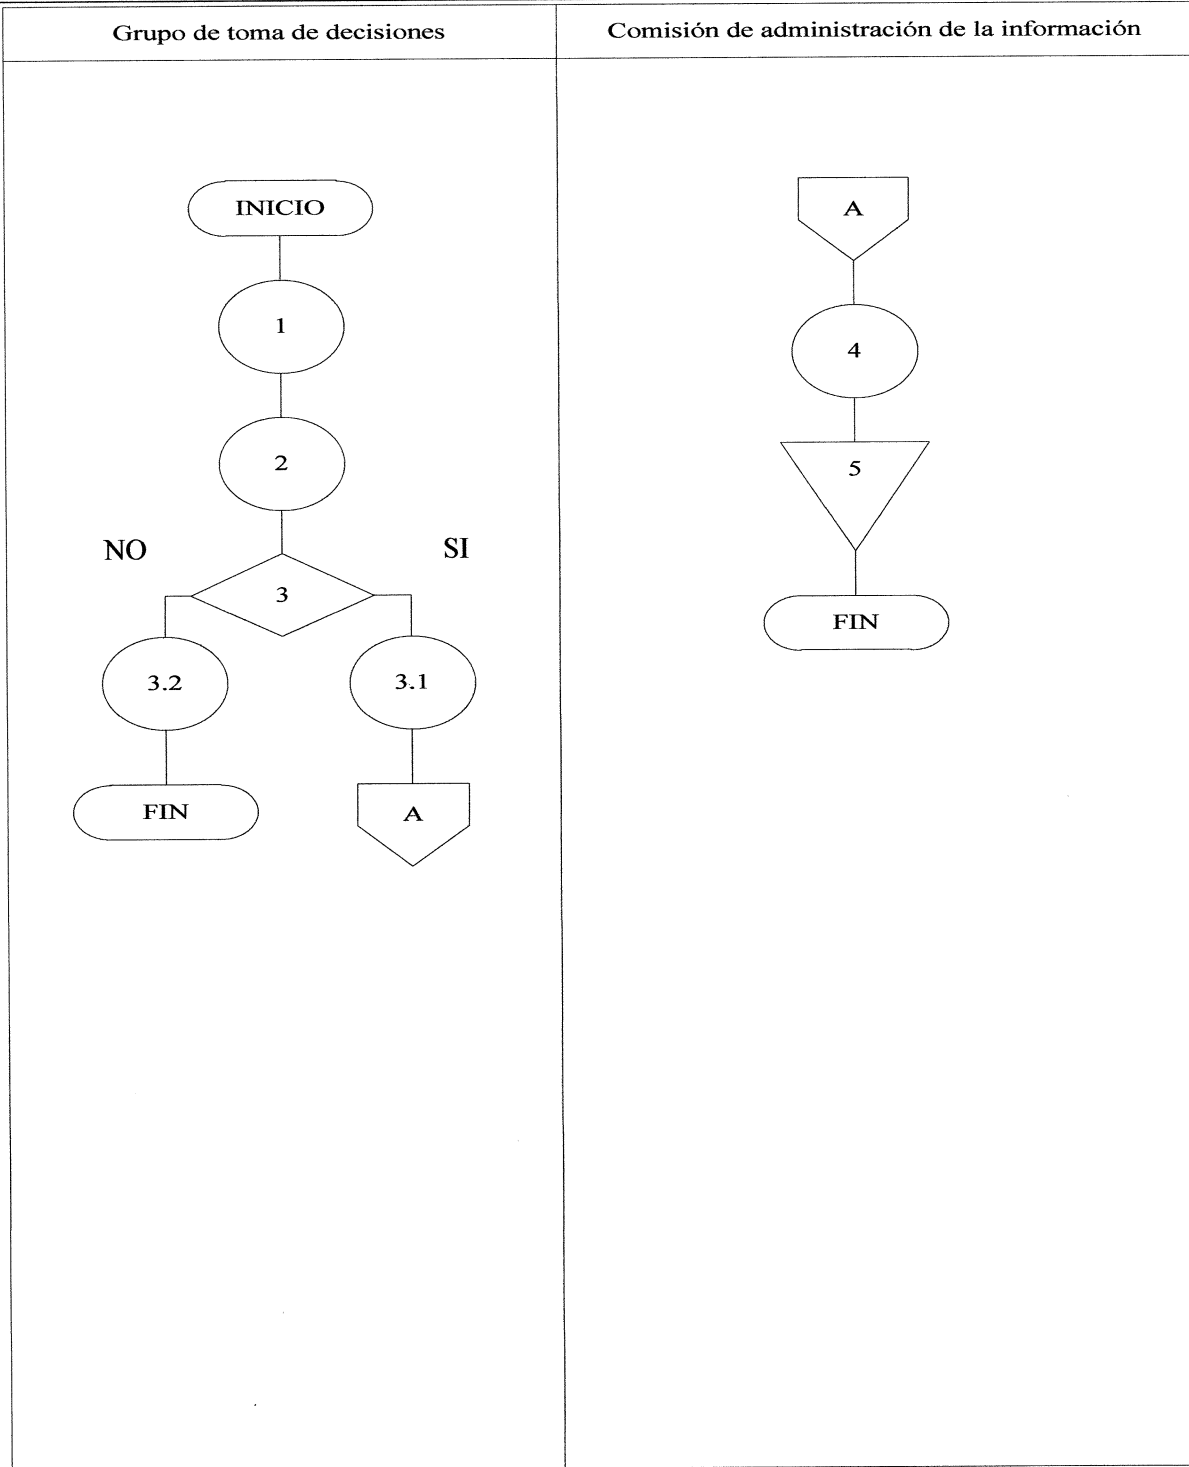 Grupo de toma de decisiones
Comisión de administración de la información
INICIO
1
2
NO
SI
3
3.2
3.1
FIN
A
A
4
5
FIN